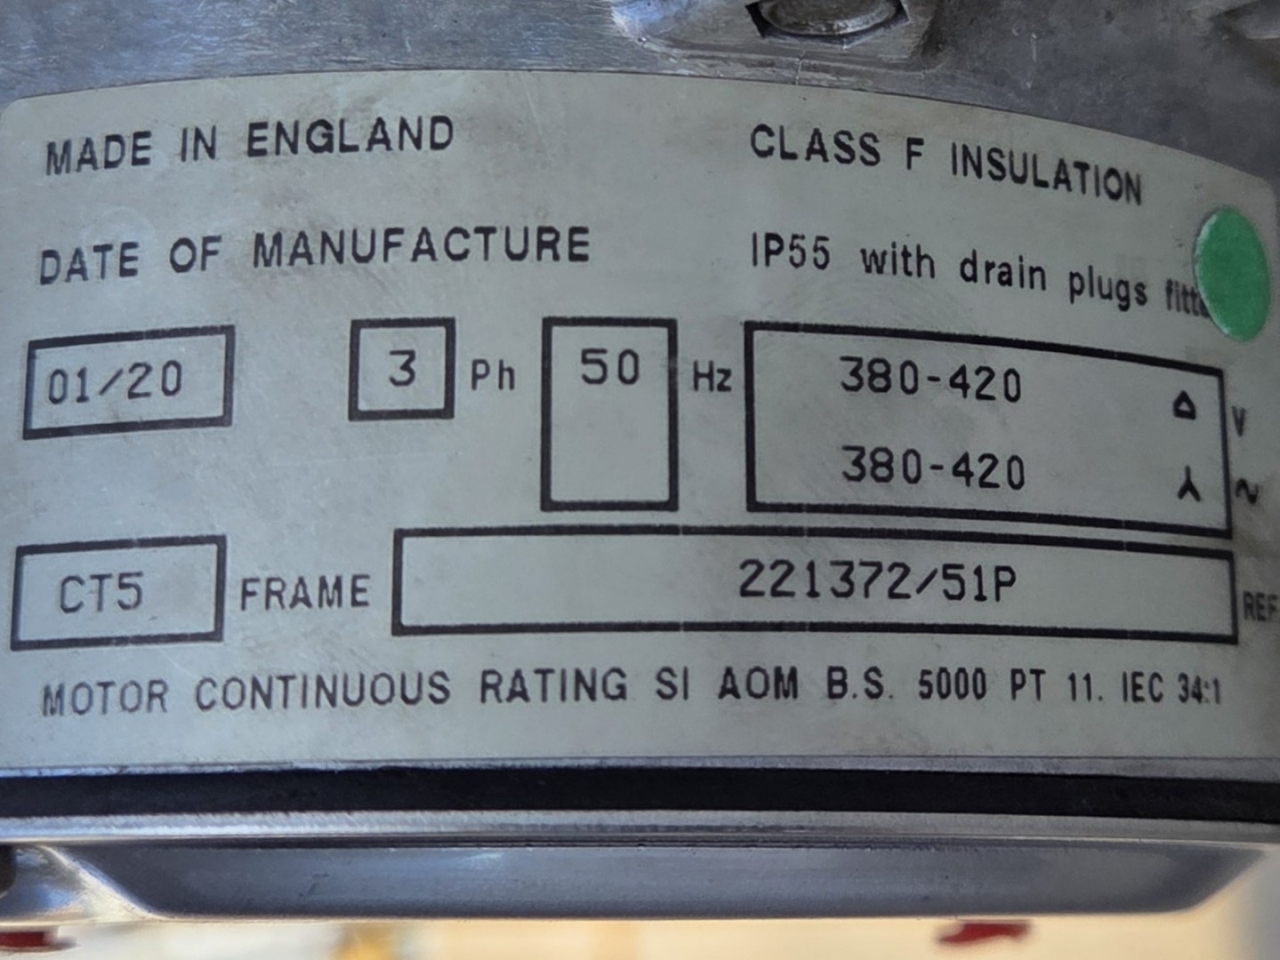 MADE IN ENGLAND
CLASS F INSULATION
DATE OF MANUFACTURE
IP55 with drain plugs
01/20 3 Ph 50 Hz 380-420 Δ V
380-420 ⅄ ~
CT5 FRAME 221372/51P REF
MOTOR CONTINUOUS RATING SI AOM B.S. 5000 PT 11. IEC 34:1